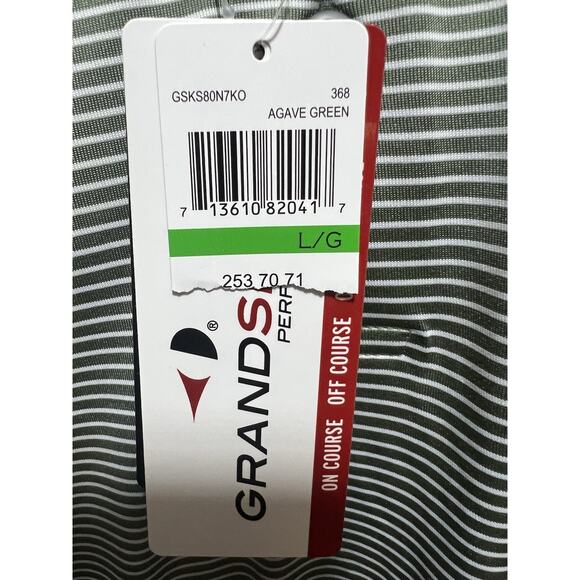 GSKS80N7KO 368
AGAVE GREEN
7 13610 82041 7
L/G
253 70 71
GRANDS
PERF
®
ON COURSE OFF COURSE